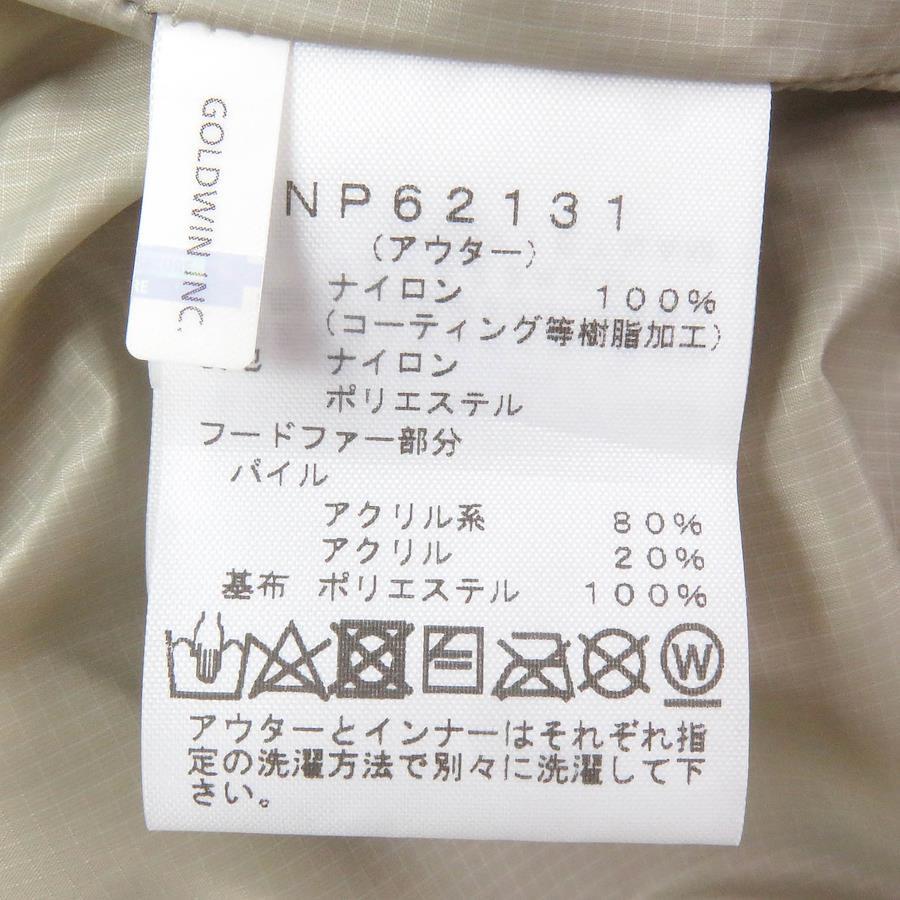 GOLDWIN INC.
NP62131
(アウター)
ナイロン 100%
(コーティング等樹脂加工)
ナイロン
ポリエステル
フードファー部分
パイル
アクリル系 80%
アクリル 20%
基布 ポリエステル 100%
W
アウターとインナーはそれぞれ指
定の洗濯方法で別々に洗濯して下
さい。